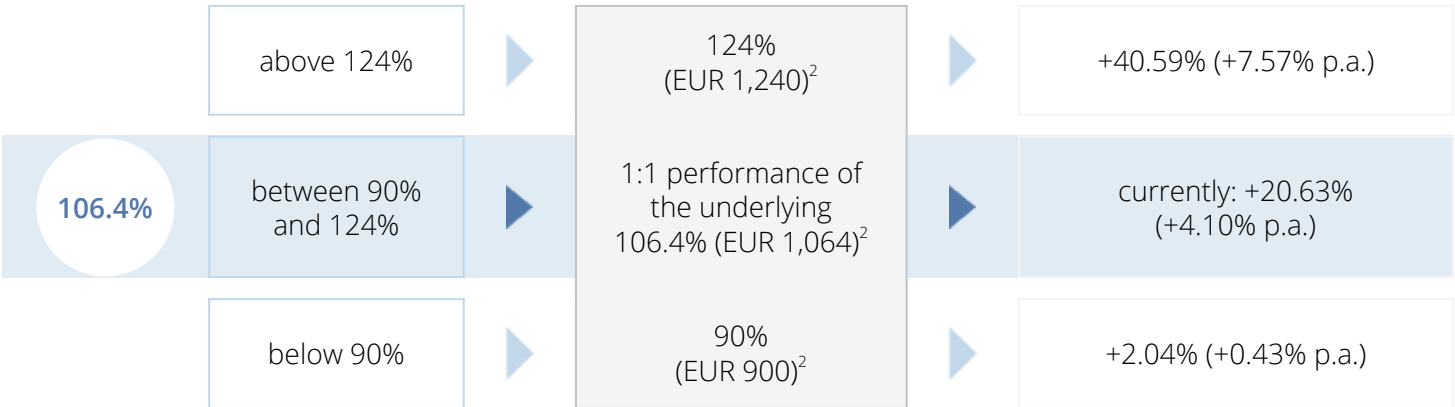 above 124%
124%
(EUR 1,240)²
+40.59% (+7.57% p.a.)
106.4%
between 90%
and 124%
1:1 performance of
the underlying
106.4% (EUR 1,064)²
currently: +20.63%
(+4.10% p.a.)
below 90%
90%
(EUR 900)²
+2.04% (+0.43% p.a.)